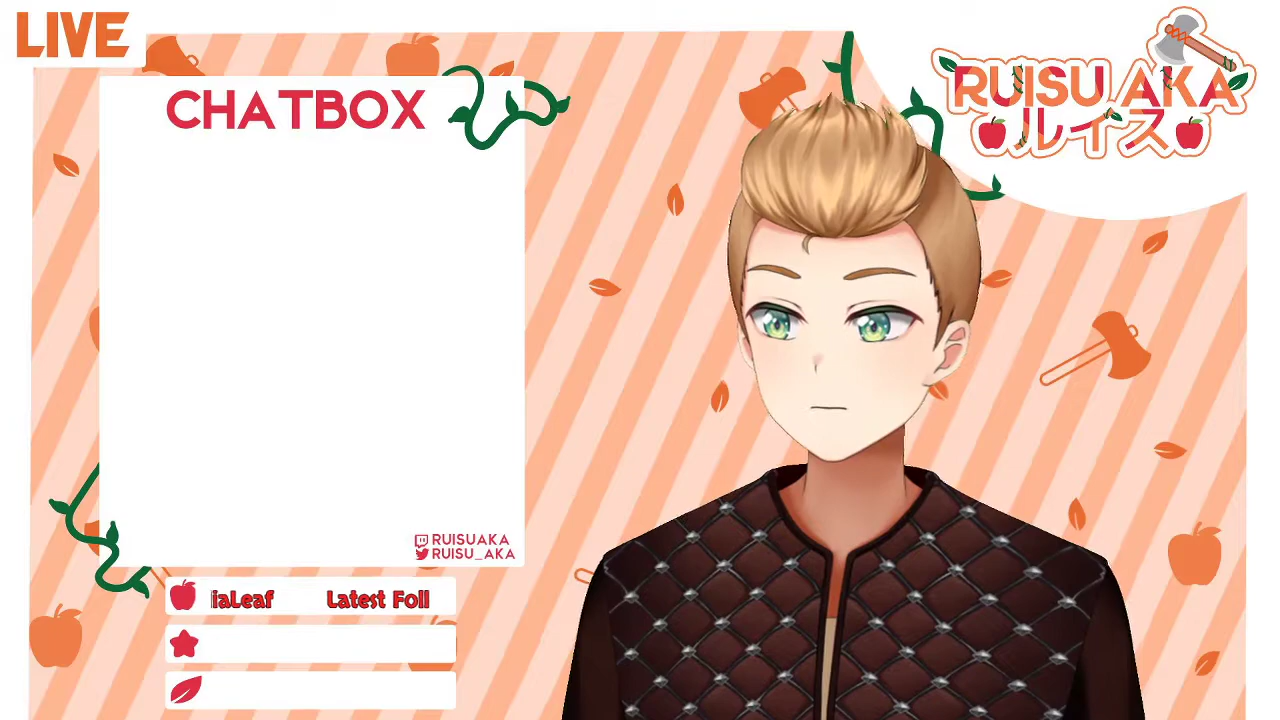 LIVE
RUISU AKA
ルイス
CHATBOX
RUISUAKA
RUISU_AKA
iaLeaf Latest Foll